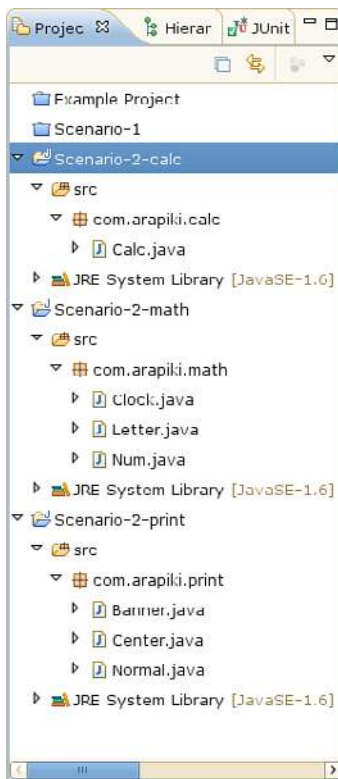 Projec Hierar JUnit
Example Project
Scenario-1
Scenario-2-calc
src
com.arapiki.calc
Calc.java
JRE System Library [JavaSE-1.6]
Scenario-2-math
src
com.arapiki.math
Clock.java
Letter.java
Num.java
JRE System Library [JavaSE-1.6]
Scenario-2-print
src
com.arapiki.print
Banner.java
Center.java
Normal.java
JRE System Library [JavaSE-1.6]